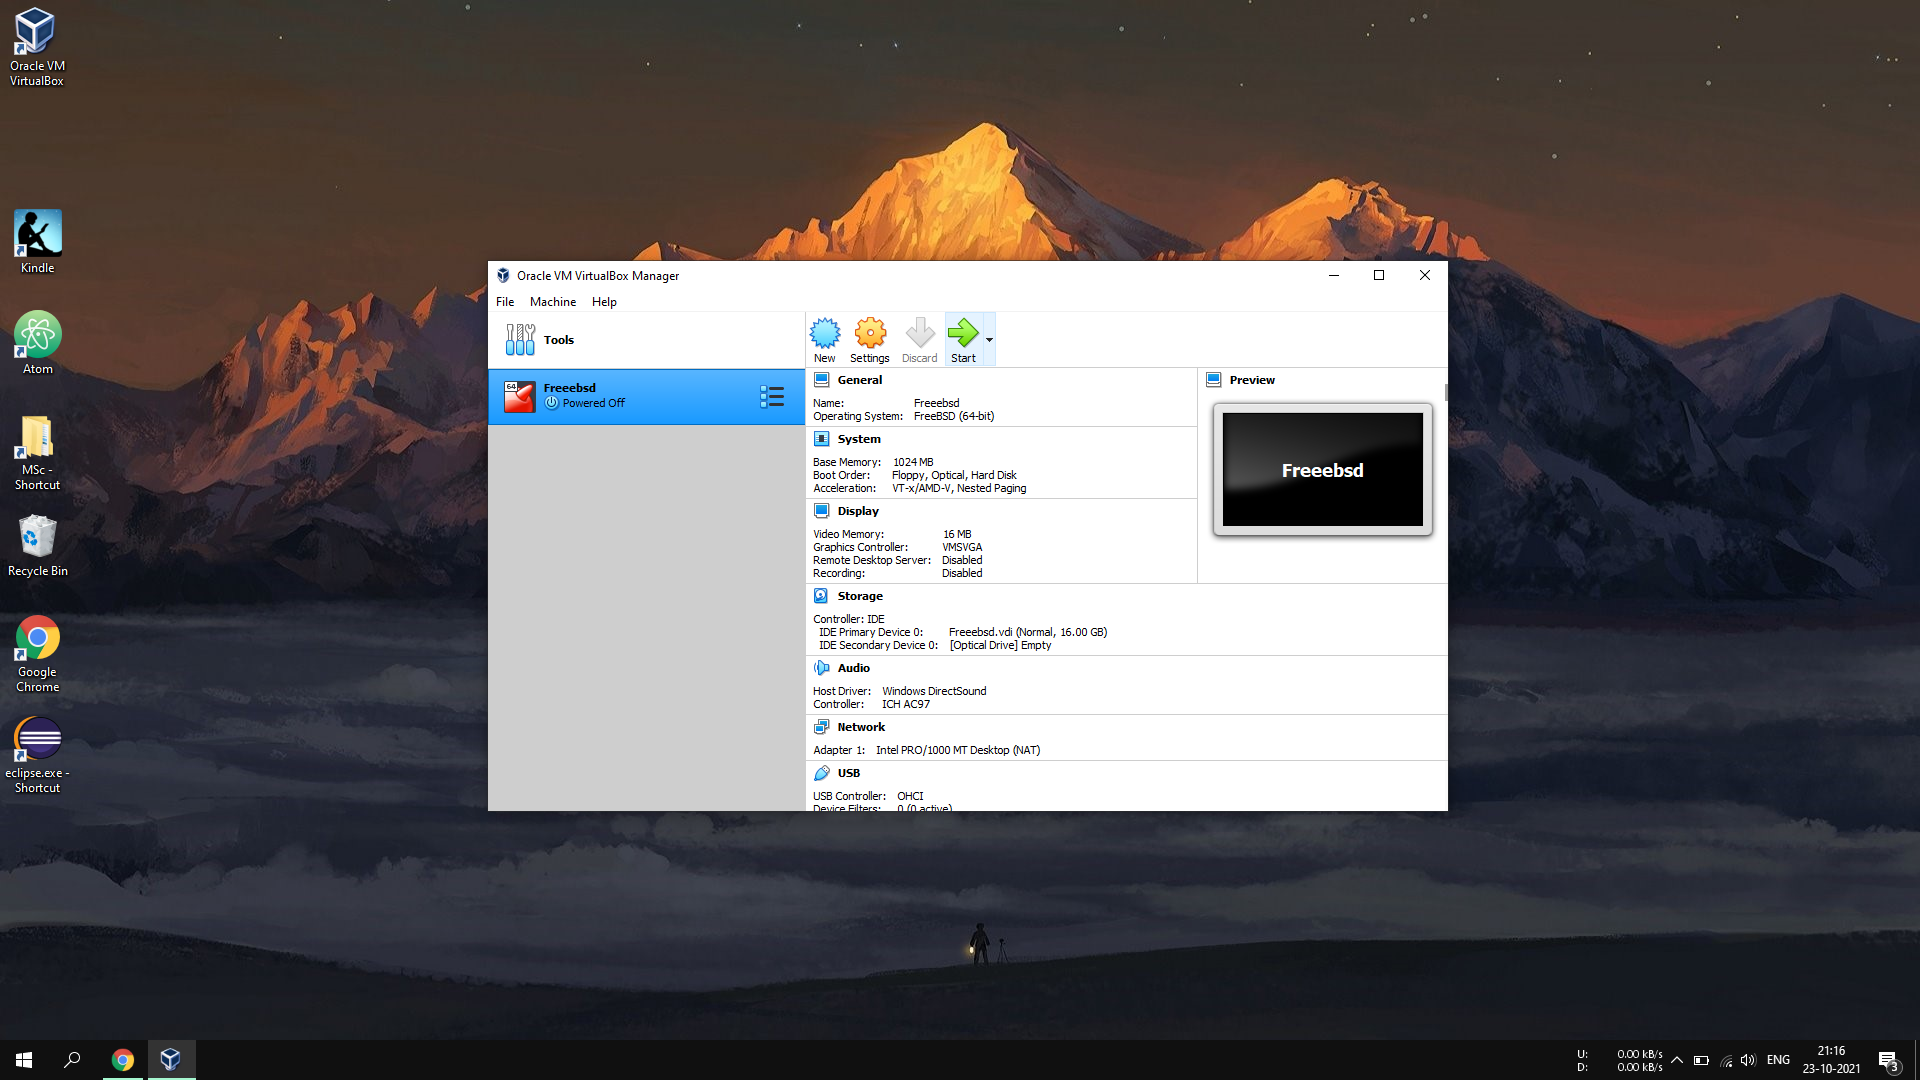 Oracle VM
VirtualBox
Kindle
Atom
MSc -
Shortcut
Recycle Bin
Google
Chrome
eclipse.exe -
Shortcut
Oracle VM VirtualBox Manager
File Machine Help
Tools
New Settings Discard Start
64
Freeebsd
Powered Off
General
Name: Freeebsd
Operating System: FreeBSD (64-bit)
System
Base Memory: 1024 MB
Boot Order: Floppy, Optical, Hard Disk
Acceleration: VT-x/AMD-V, Nested Paging
Display
Video Memory: 16 MB
Graphics Controller: VMSVGA
Remote Desktop Server: Disabled
Recording: Disabled
Preview
Freeebsd
Storage
Controller: IDE
IDE Primary Device 0: Freeebsd.vdi (Normal, 16.00 GB)
IDE Secondary Device 0: [Optical Drive] Empty
Audio
Host Driver: Windows DirectSound
Controller: ICH AC97
Network
Adapter 1: Intel PRO/1000 MT Desktop (NAT)
USB
USB Controller: OHCI
Device Filters: 0 (0 active)
U: 0.00 kB/s
D: 0.00 kB/s
ENG
21:16
23-10-2021
3